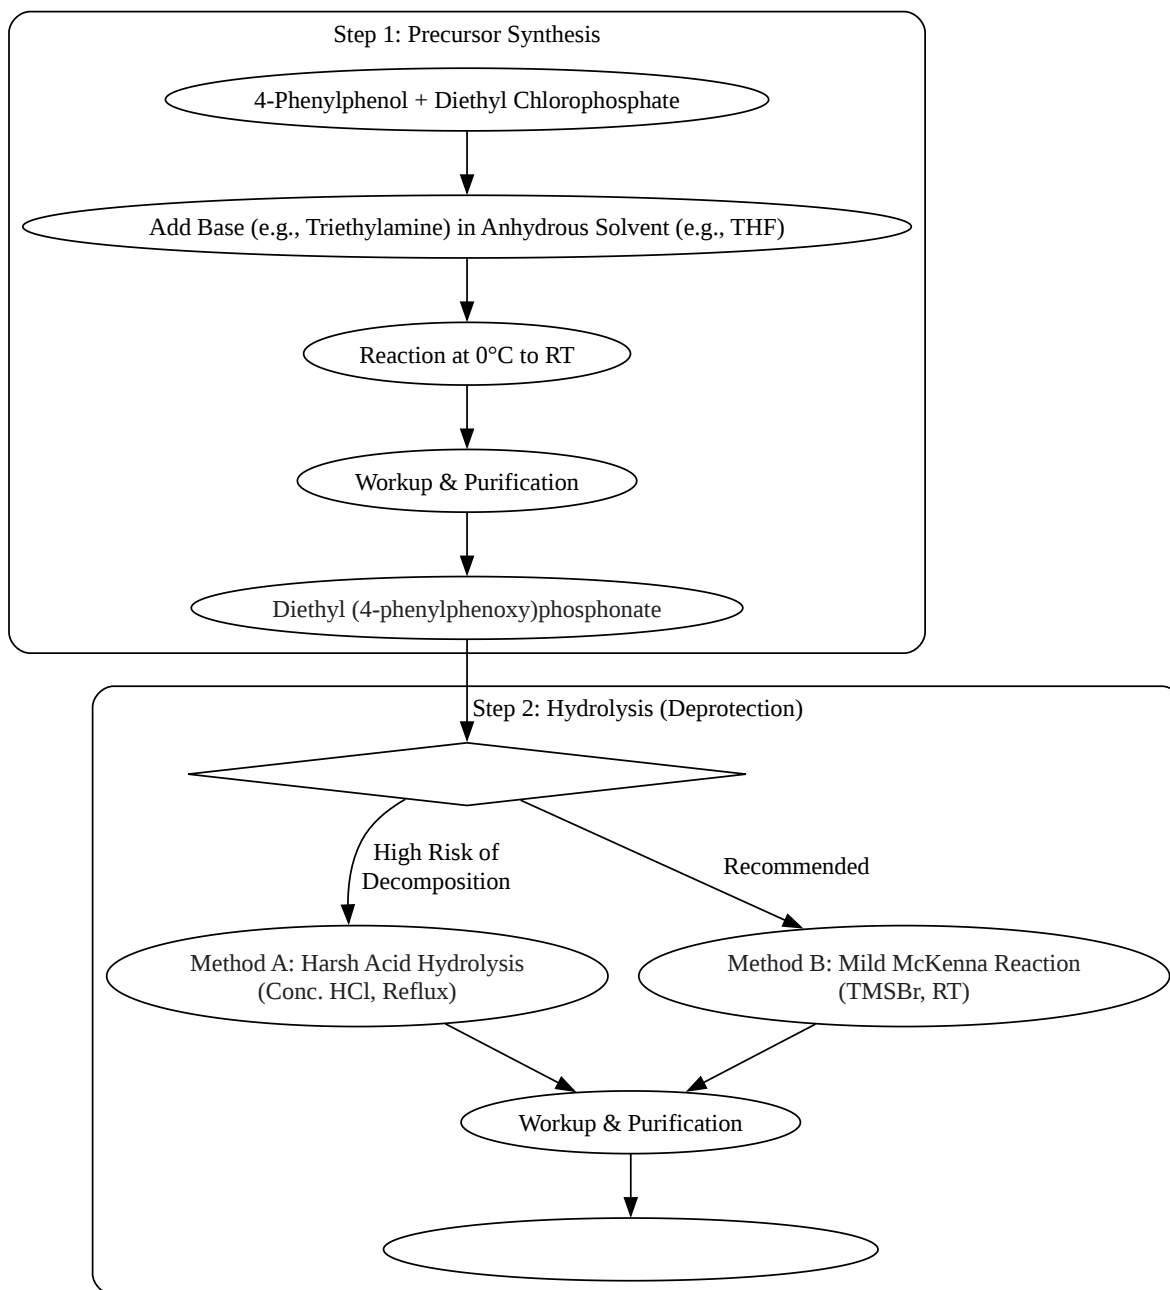 Step 1: Precursor Synthesis
4-Phenylphenol + Diethyl Chlorophosphate
Add Base (e.g., Triethylamine) in Anhydrous Solvent (e.g., THF)
Reaction at 0°C to RT
Workup & Purification
Diethyl (4-phenylphenoxy)phosphonate
Step 2: Hydrolysis (Deprotection)
High Risk of
Decomposition
Recommended
Method A: Harsh Acid Hydrolysis
(Conc. HCl, Reflux)
Method B: Mild McKenna Reaction
(TMSBr, RT)
Workup & Purification